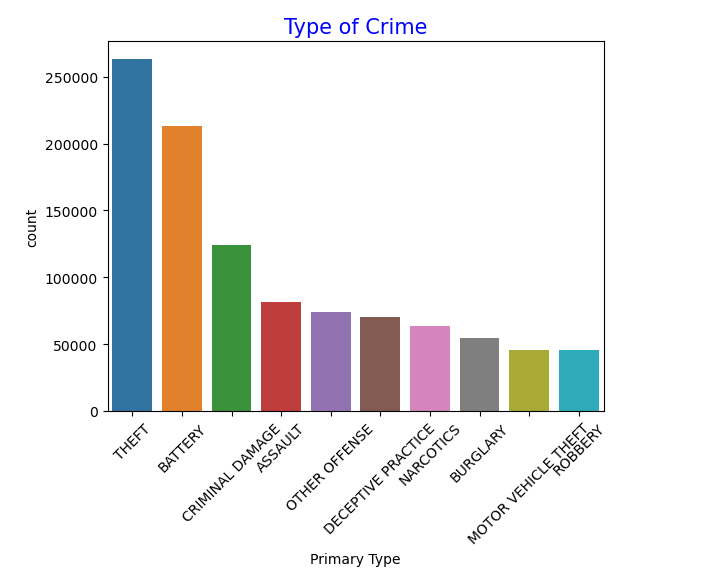 Type of Crime
count
250000
200000
150000
100000
50000
0
THEFT
BATTERY
CRIMINAL DAMAGE
ASSAULT
OTHER OFFENSE
DECEPTIVE PRACTICE
NARCOTICS
BURGLARY
MOTOR VEHICLE THEFT
ROBBERY
Primary Type